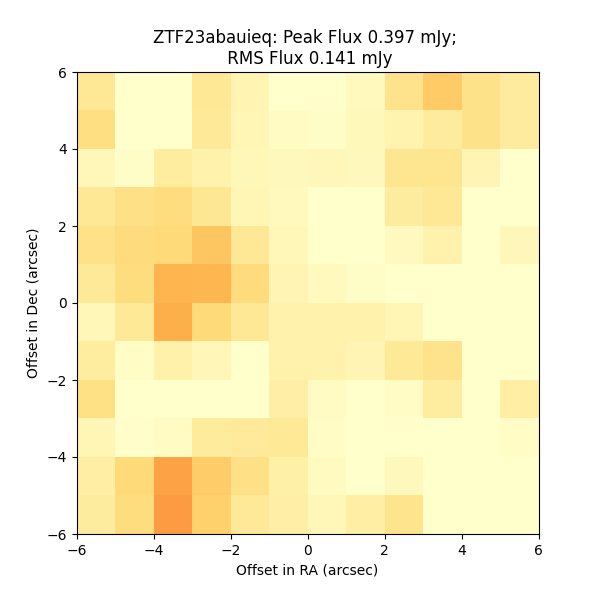 ZTF23abauieq: Peak Flux 0.397 mJy;
RMS Flux 0.141 mJy
6
4
2
0
−2
−4
−6
Offset in Dec (arcsec)
−6 −4 −2 0 2 4 6
Offset in RA (arcsec)